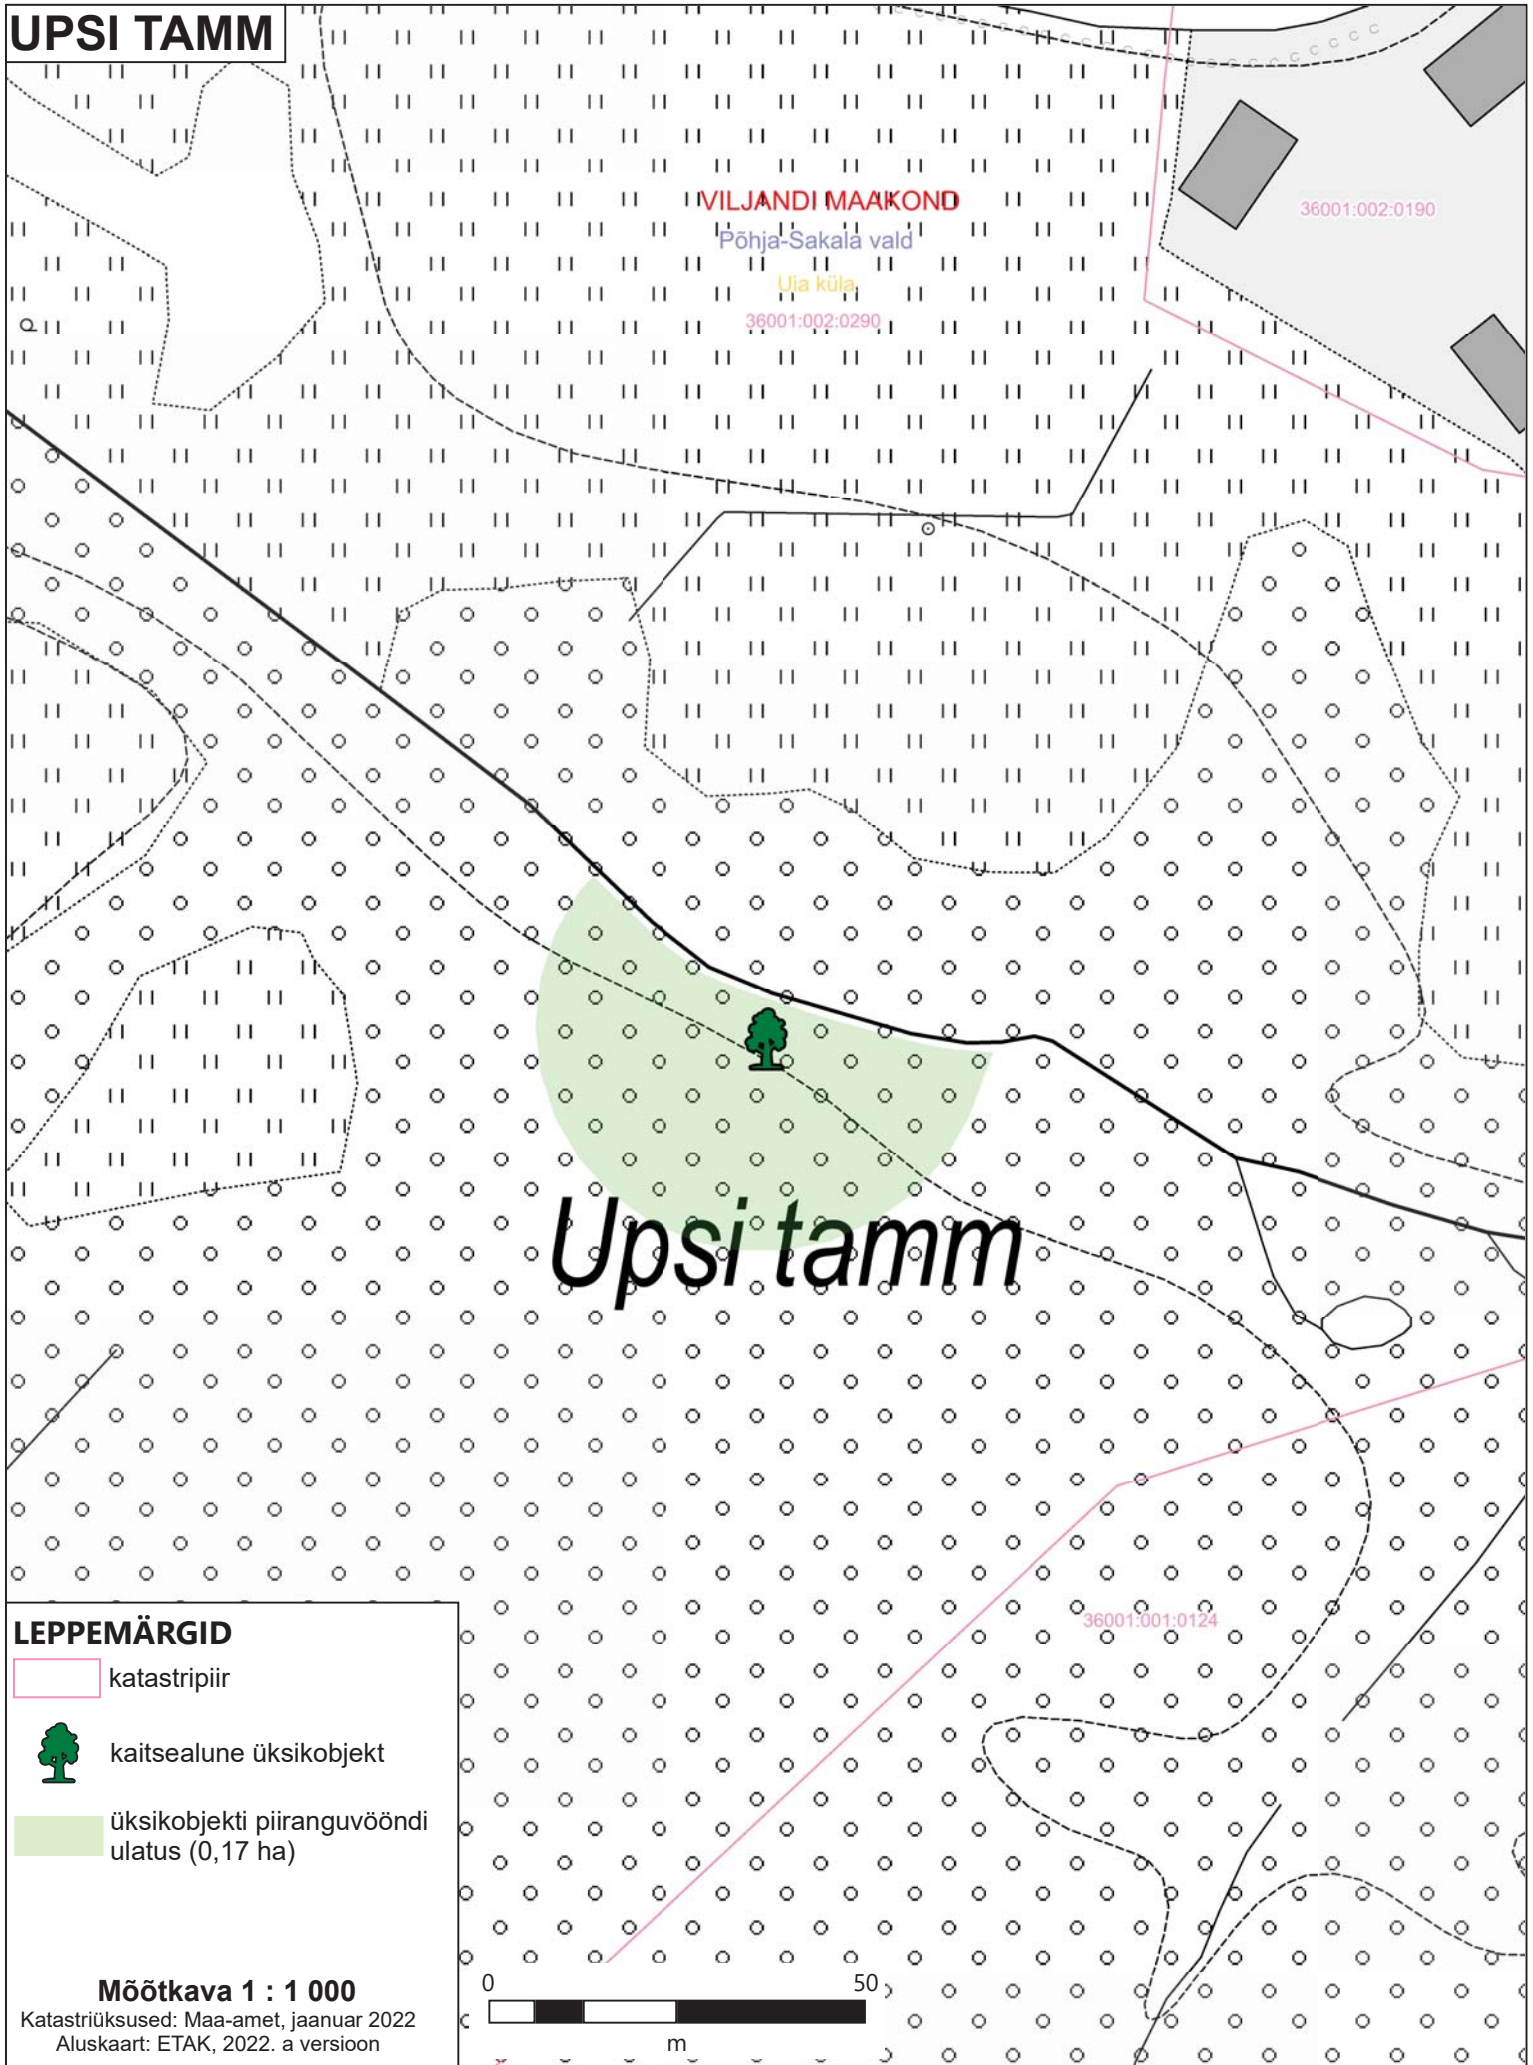 UPSI TAMM
VILJANDI MAAKOND
Põhja-Sakala vald
Uia küla
36001:002:0290
36001:002:0190
Upsi tamm
36001:001:0124
LEPPEMÄRGID
katastripiir
kaitsealune üksikobjekt
üksikobjekti piiranguvööndi
ulatus (0,17 ha)
Mõõtkava 1 : 1 000
Katastriüksused: Maa-amet, jaanuar 2022
Aluskaart: ETAK, 2022. a versioon
0 50
m